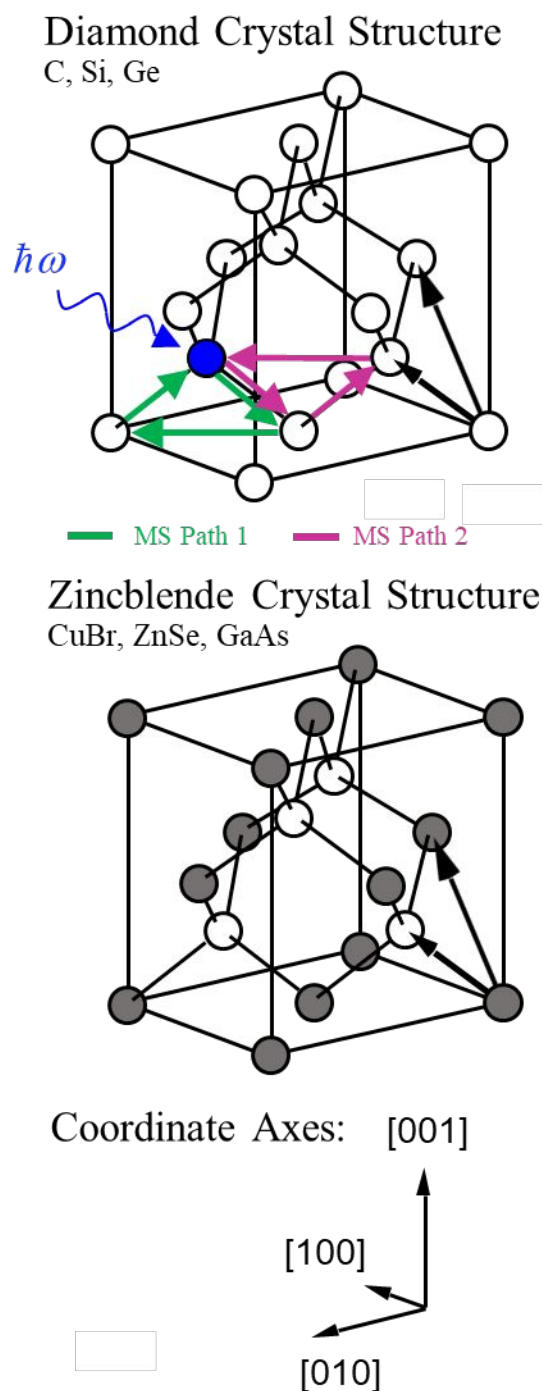 Diamond Crystal Structure
C, Si, Ge
ħω
MS Path 1 MS Path 2
Zincblende Crystal Structure
CuBr, ZnSe, GaAs
Coordinate Axes: [001]
[100]
[010]